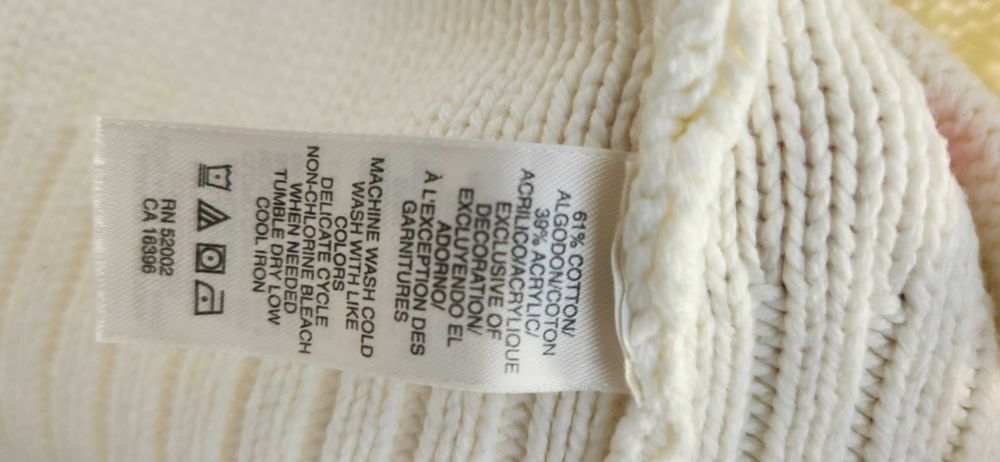 61% COTTON/
ALGODON/COTON
39% ACRYLIC/
ACRILICO/ACRYLIQUE
EXCLUSIVE OF
DECORATION/
EXCLUYENDO EL
ADORNO/
À L'EXCEPTION DES
GARNITURES
MACHINE WASH COLD
WASH WITH LIKE
COLORS
DELICATE CYCLE
NON-CHLORINE BLEACH
WHEN NEEDED
TUMBLE DRY LOW
COOL IRON
RN 52002
CA 16396